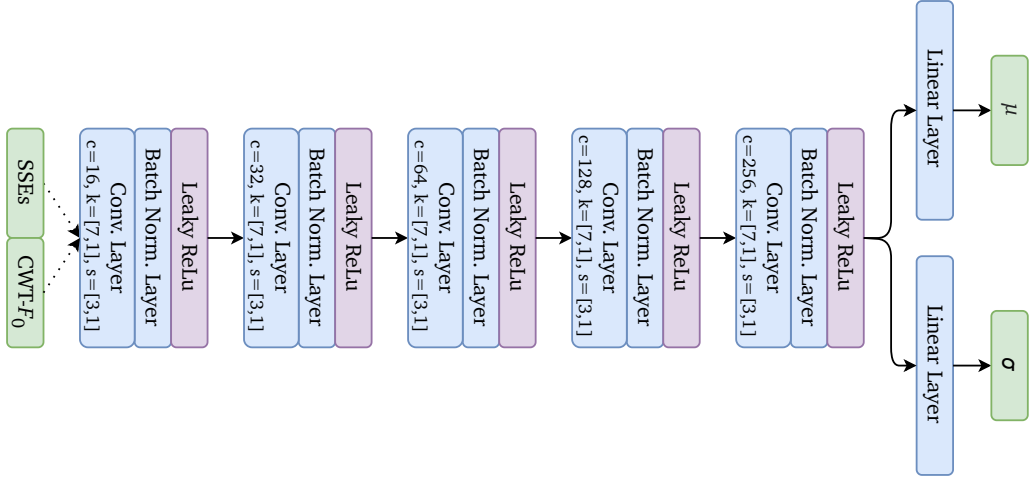 μ
σ
Linear Layer
Linear Layer
Leaky ReLu
Batch Norm. Layer
Conv. Layer
c=256, k=[7,1], s=[3,1]
Leaky ReLu
Batch Norm. Layer
Conv. Layer
c=128, k=[7,1], s=[3,1]
Leaky ReLu
Batch Norm. Layer
Conv. Layer
c=64, k=[7,1], s=[3,1]
Leaky ReLu
Batch Norm. Layer
Conv. Layer
c=32, k=[7,1], s=[3,1]
Leaky ReLu
Batch Norm. Layer
Conv. Layer
c=16, k=[7,1], s=[3,1]
SSEs
CWT-F₀